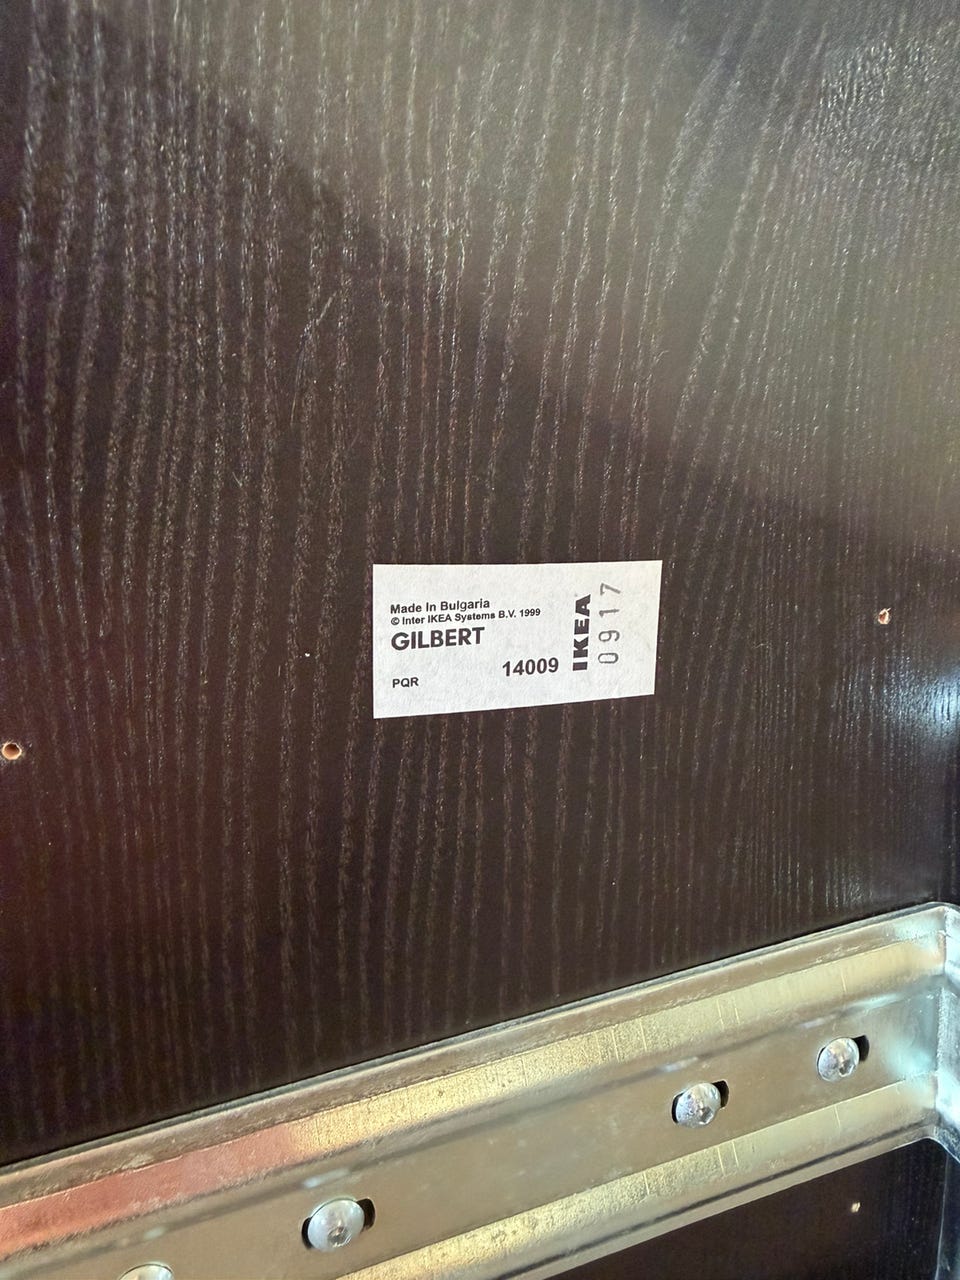 Made In Bulgaria
© Inter IKEA Systems B.V. 1999
GILBERT
14009
PQR
IKEA
0917